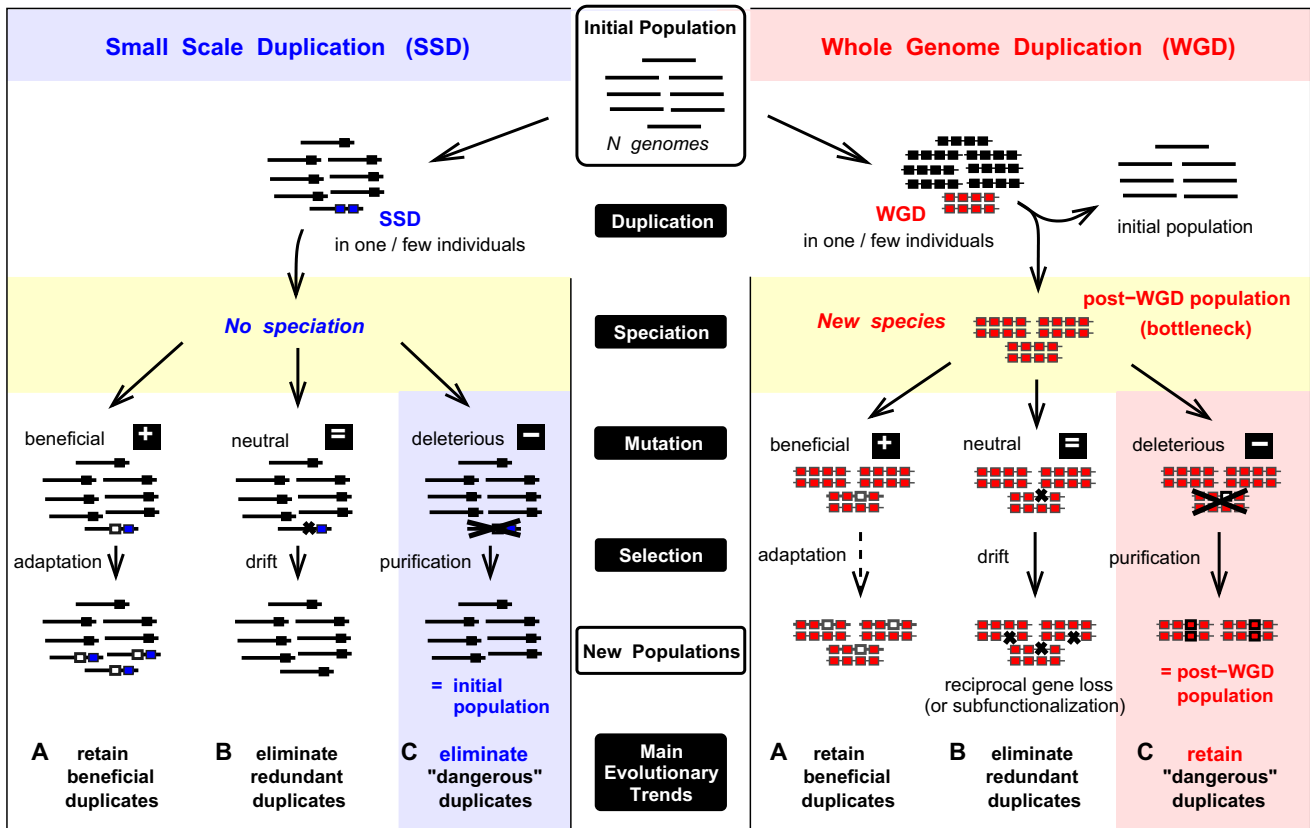 Small Scale Duplication (SSD)
Initial Population
N genomes
Whole Genome Duplication (WGD)
SSD
in one / few individuals
Duplication
WGD
in one / few individuals
initial population
No speciation
Speciation
New species
post−WGD population
(bottleneck)
beneficial +
neutral =
deleterious −
Mutation
beneficial +
neutral =
deleterious −
adaptation
drift
purification
Selection
adaptation
drift
purification
= initial
population
New Populations
reciprocal gene loss
(or subfunctionalization)
= post−WGD
population
A retain
beneficial
duplicates
B eliminate
redundant
duplicates
C eliminate
"dangerous"
duplicates
Main
Evolutionary
Trends
A retain
beneficial
duplicates
B eliminate
redundant
duplicates
C retain
"dangerous"
duplicates